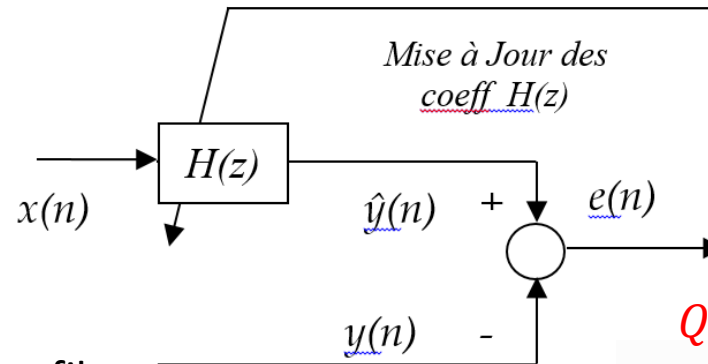 Mise à Jour des
coeff H(z)
H(z)
x(n)
ŷ(n) + e(n)
y(n) -
Q